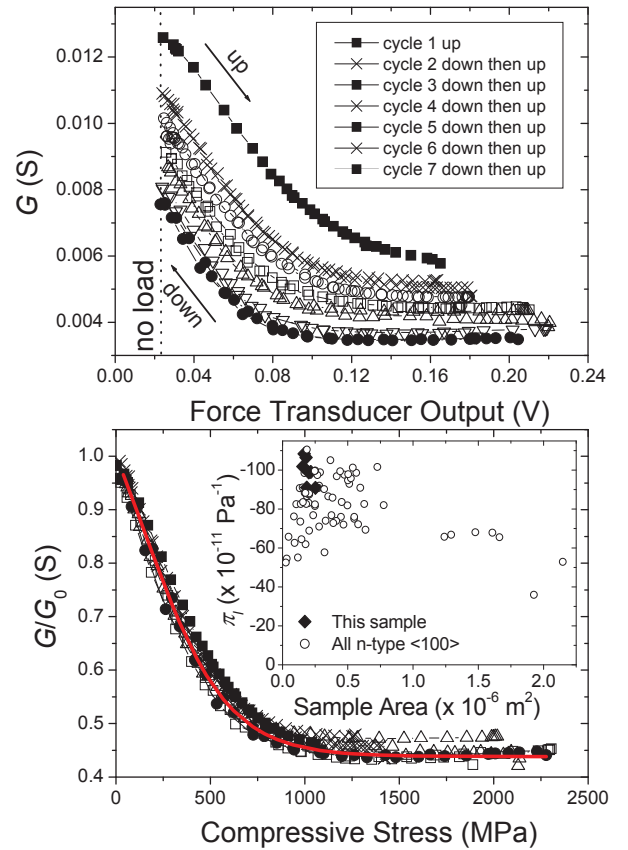 0.012
0.010
0.008
0.006
0.004
G (S)
up
down
no load
cycle 1 up
cycle 2 down then up
cycle 3 down then up
cycle 4 down then up
cycle 5 down then up
cycle 6 down then up
cycle 7 down then up
0.00 0.04 0.08 0.12 0.16 0.20 0.24
Force Transducer Output (V)
1.0
0.9
0.8
0.7
0.6
0.5
0.4
G/G₀ (S)
-100
-80
-60
-40
-20
0
πₗ (x 10⁻¹¹ Pa⁻¹)
This sample
All n-type <100>
0.0 0.5 1.0 1.5 2.0
Sample Area (x 10⁻⁶ m²)
0 500 1000 1500 2000 2500
Compressive Stress (MPa)